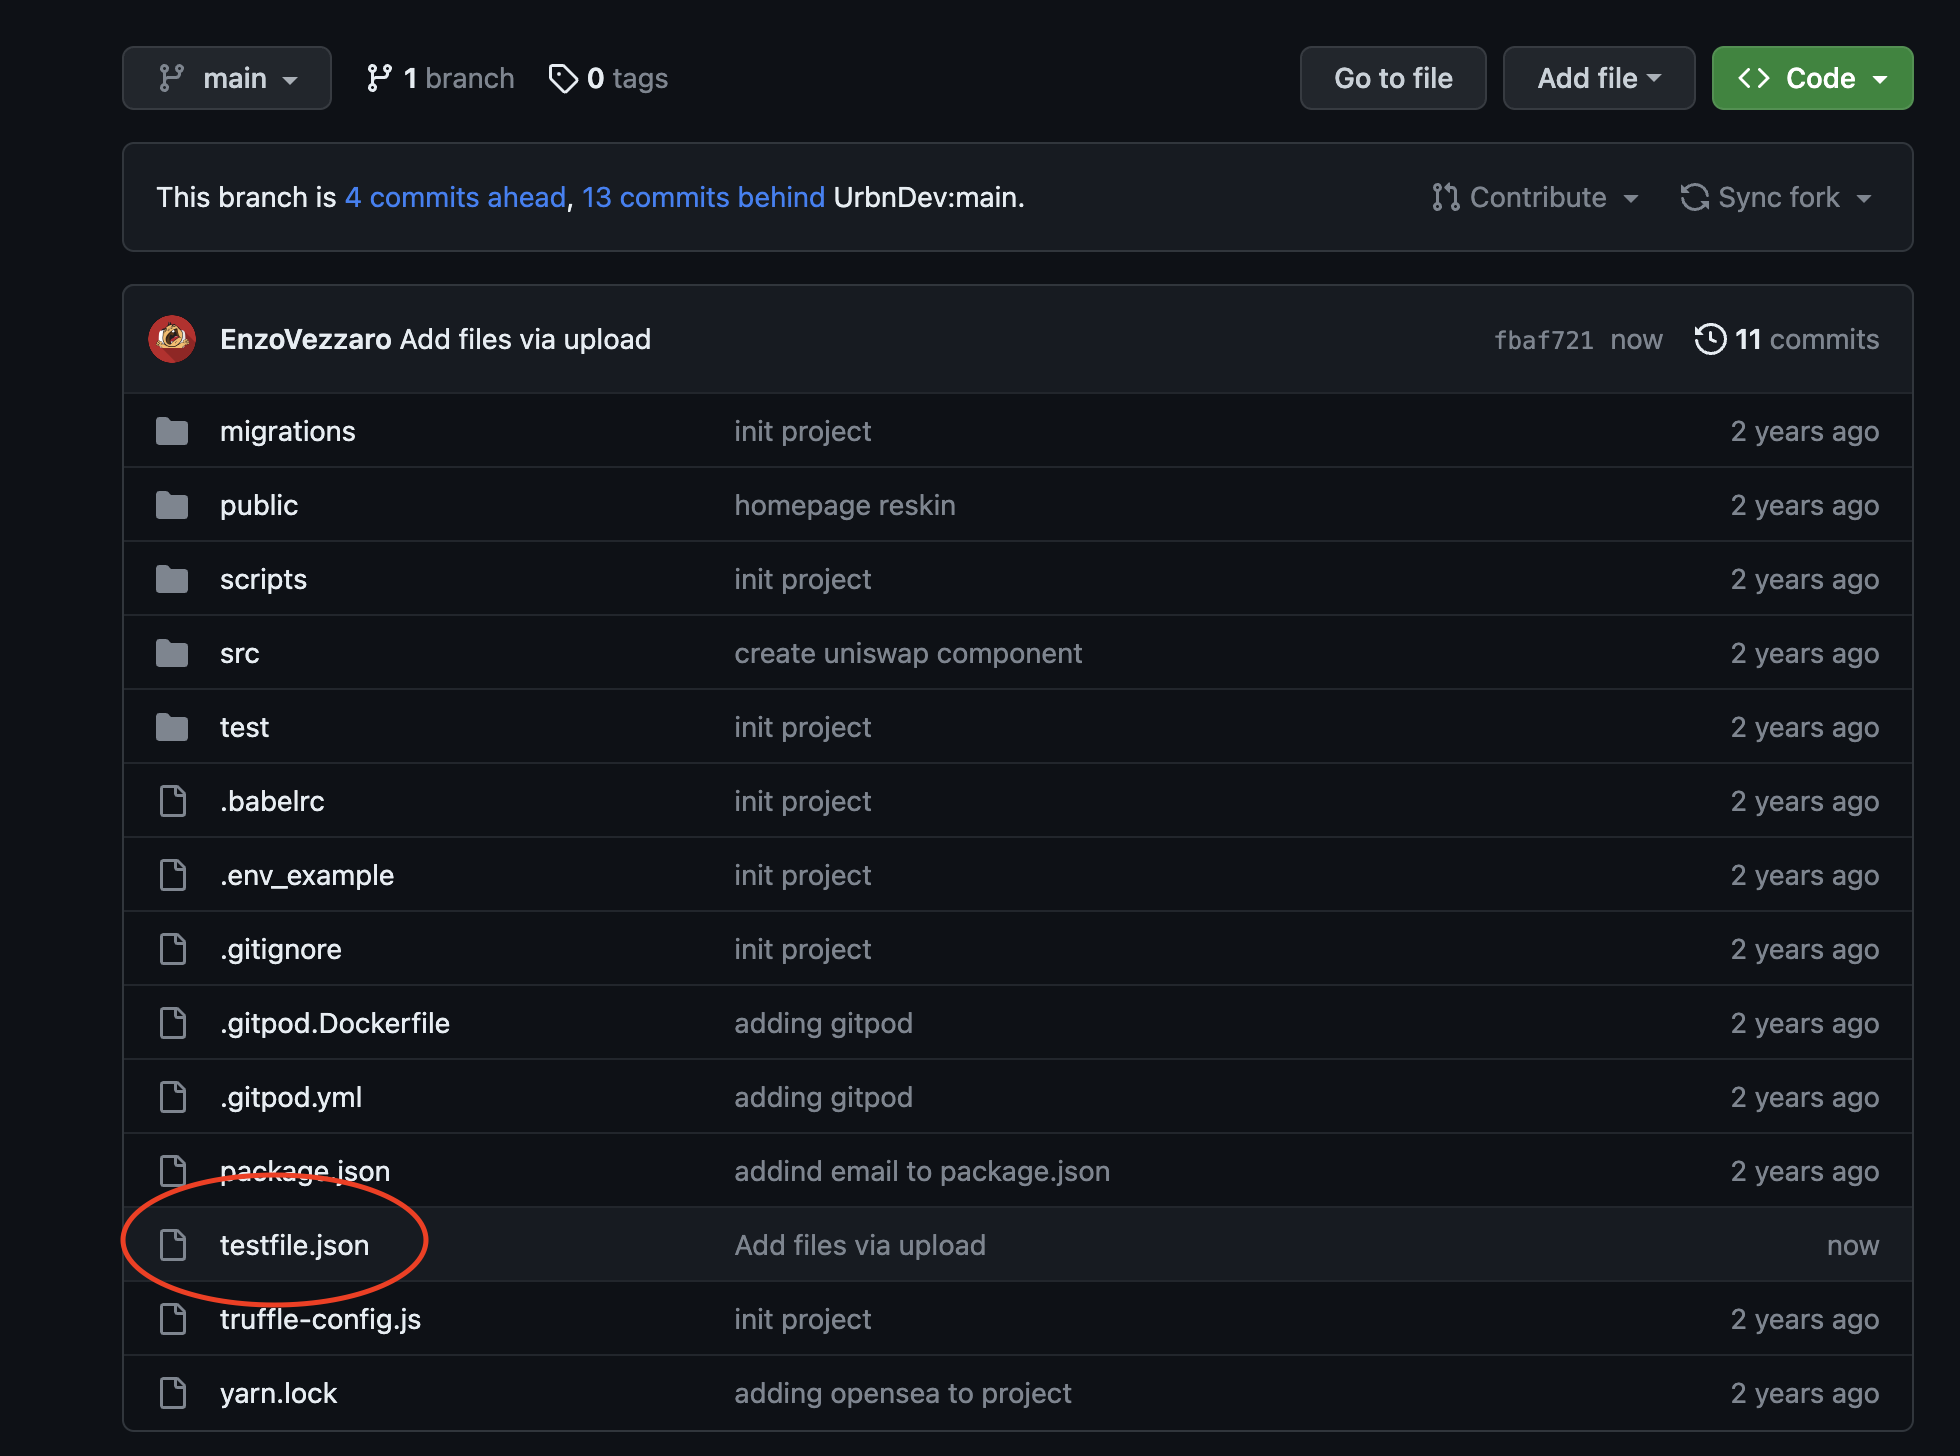 main 1 branch 0 tags Go to file Add file Code
This branch is 4 commits ahead, 13 commits behind UrbnDev:main. Contribute Sync fork
EnzoVezzaro Add files via upload fbaf721 now 11 commits
migrations init project 2 years ago
public homepage reskin 2 years ago
scripts init project 2 years ago
src create uniswap component 2 years ago
test init project 2 years ago
.babelrc init project 2 years ago
.env_example init project 2 years ago
.gitignore init project 2 years ago
.gitpod.Dockerfile adding gitpod 2 years ago
.gitpod.yml adding gitpod 2 years ago
package.json addind email to package.json 2 years ago
testfile.json Add files via upload now
truffle-config.js init project 2 years ago
yarn.lock adding opensea to project 2 years ago